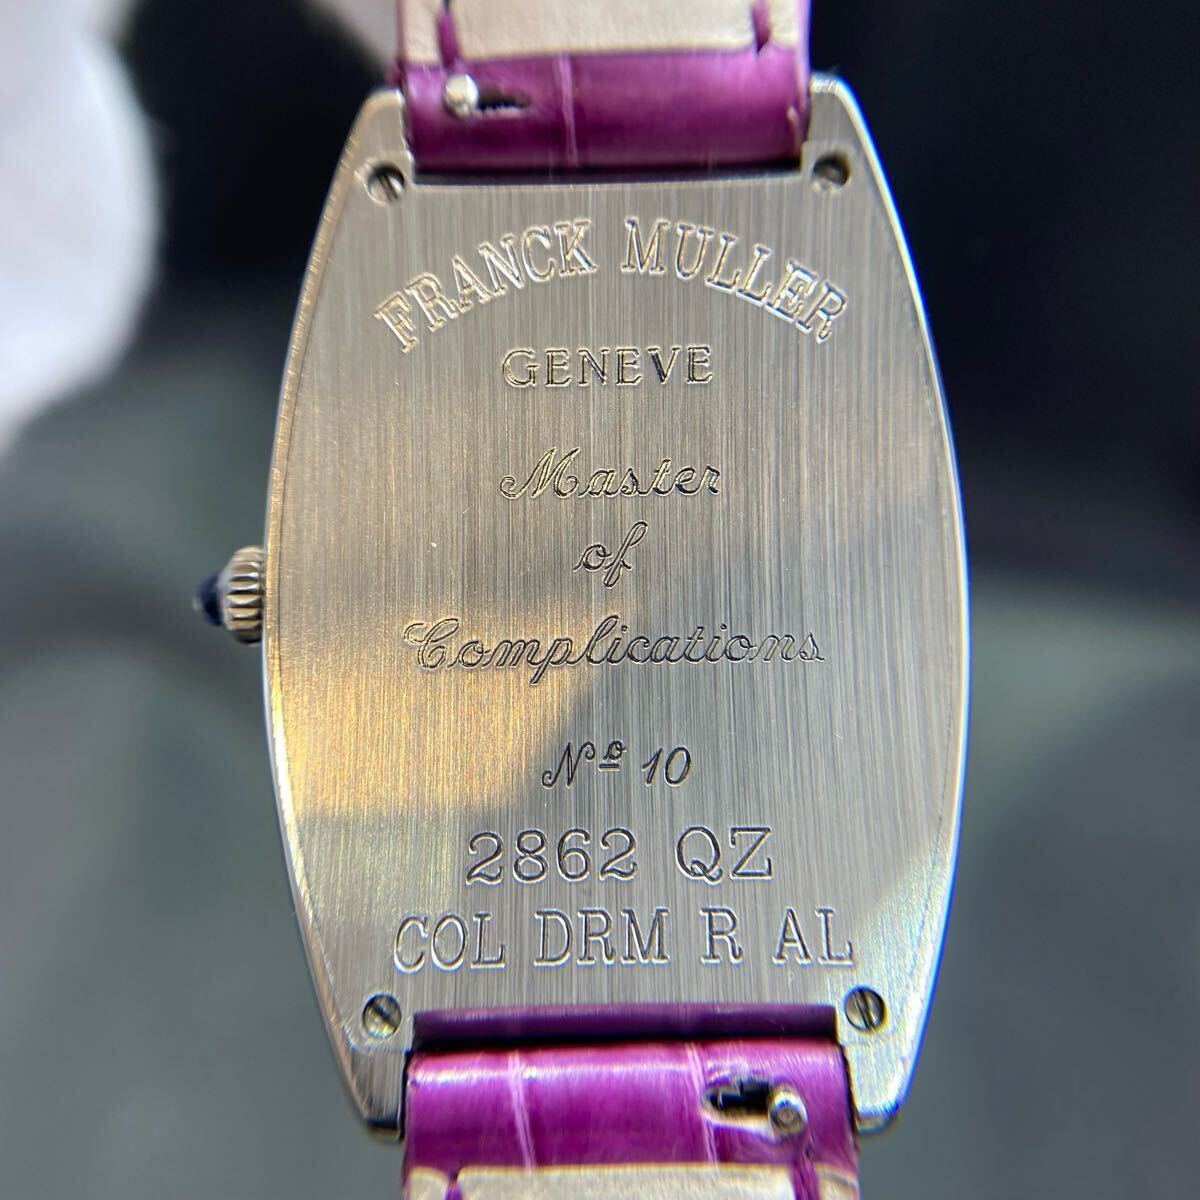 FRANCK MULLER
GENEVE
Master
of
Complications
Nº 10
2862 QZ
COL DRM R AL